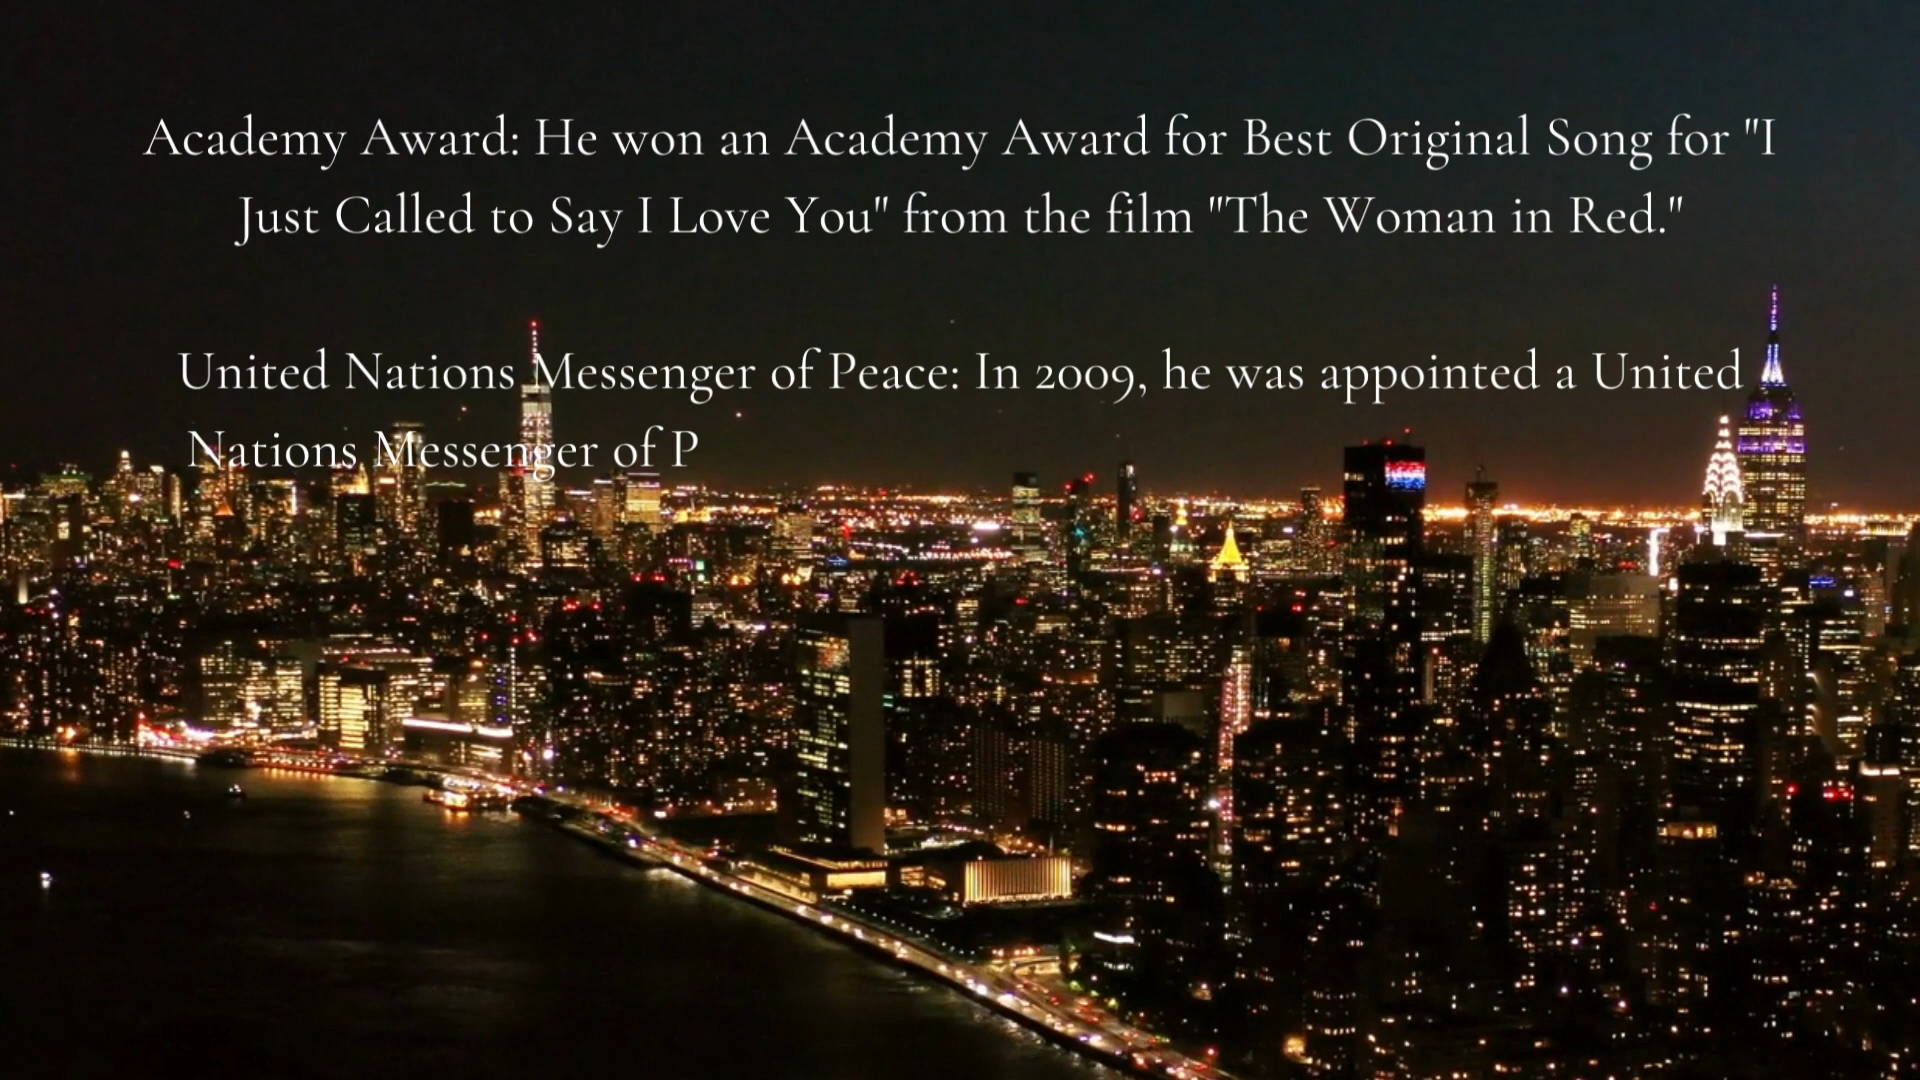 Academy Award: He won an Academy Award for Best Original Song for "I
Just Called to Say I Love You" from the film "The Woman in Red."
United Nations Messenger of Peace: In 2009, he was appointed a United
Nations Messenger of P